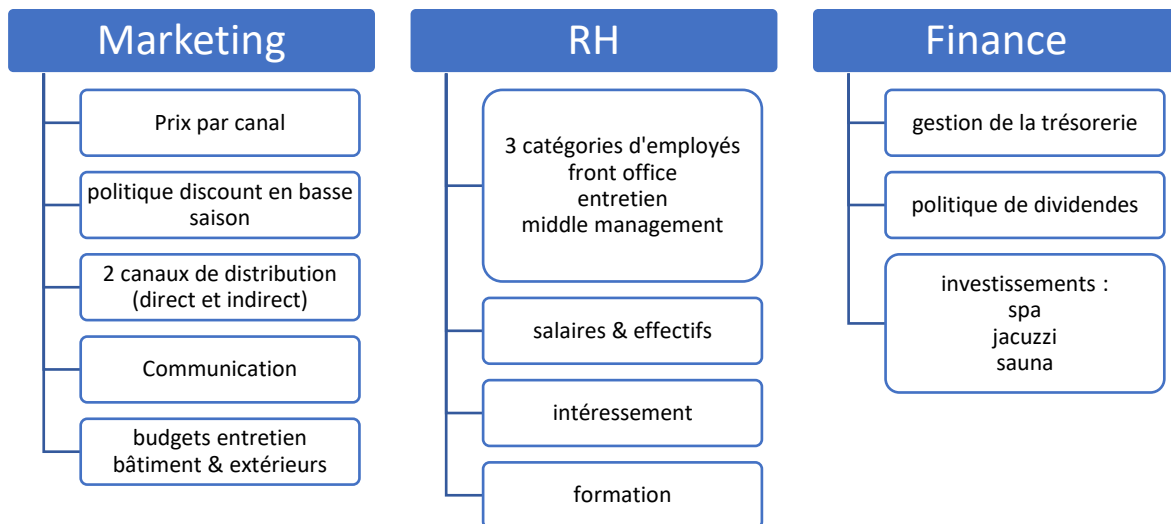 Marketing
Prix par canal
politique discount en basse
saison
2 canaux de distribution
(direct et indirect)
Communication
budgets entretien
bâtiment & extérieurs
RH
3 catégories d'employés
front office
entretien
middle management
salaires & effectifs
intéressement
formation
Finance
gestion de la trésorerie
politique de dividendes
investissements :
spa
jacuzzi
sauna